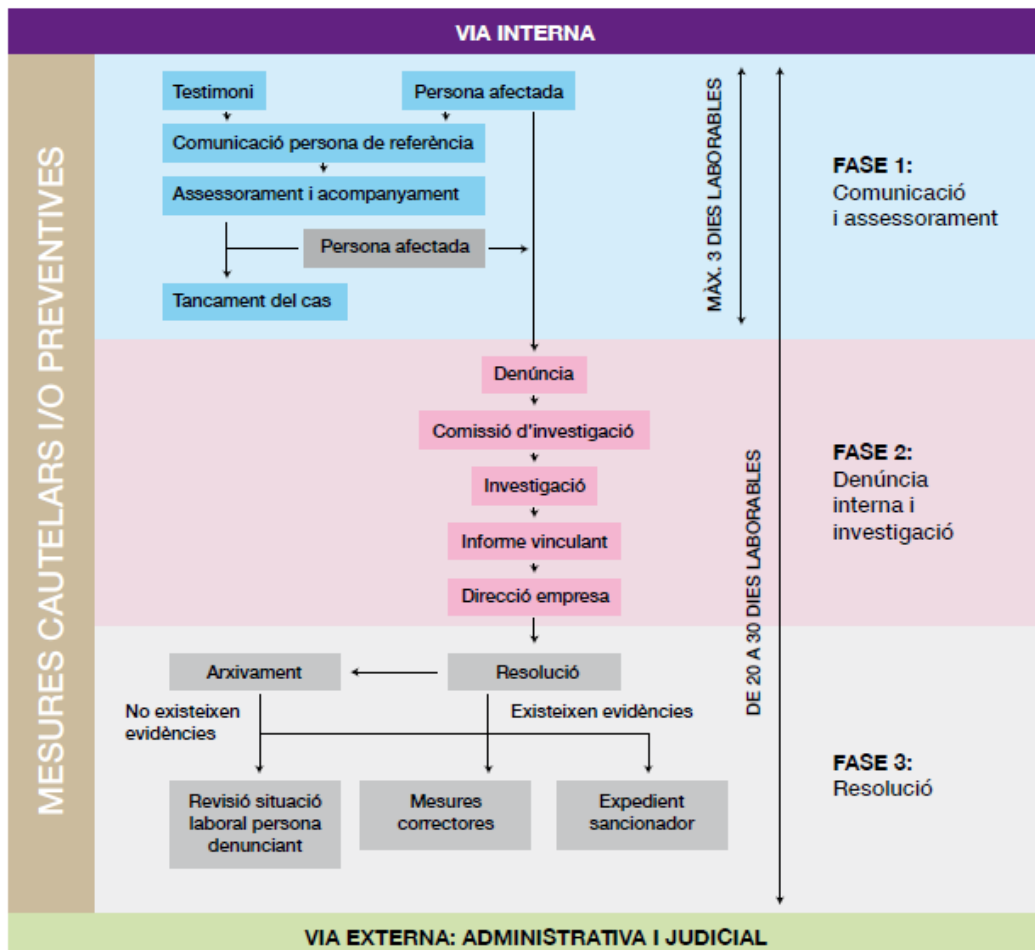 VIA INTERNA
MESURES CAUTELARS I/O PREVENTIVES
Testimoni
Persona afectada
Comunicació persona de referència
Assessorament i acompanyament
Persona afectada
Tancament del cas
MÀX. 3 DIES LABORABLES
FASE 1:
Comunicació
i assessorament
Denúncia
Comissió d'investigació
Investigació
Informe vinculant
Direcció empresa
DE 20 A 30 DIES LABORABLES
FASE 2:
Denúncia
interna i
investigació
Arxivament
Resolució
No existeixen
evidències
Existeixen evidències
Revisió situació
laboral persona
denunciant
Mesures
correctores
Expedient
sancionador
FASE 3:
Resolució
VIA EXTERNA: ADMINISTRATIVA I JUDICIAL